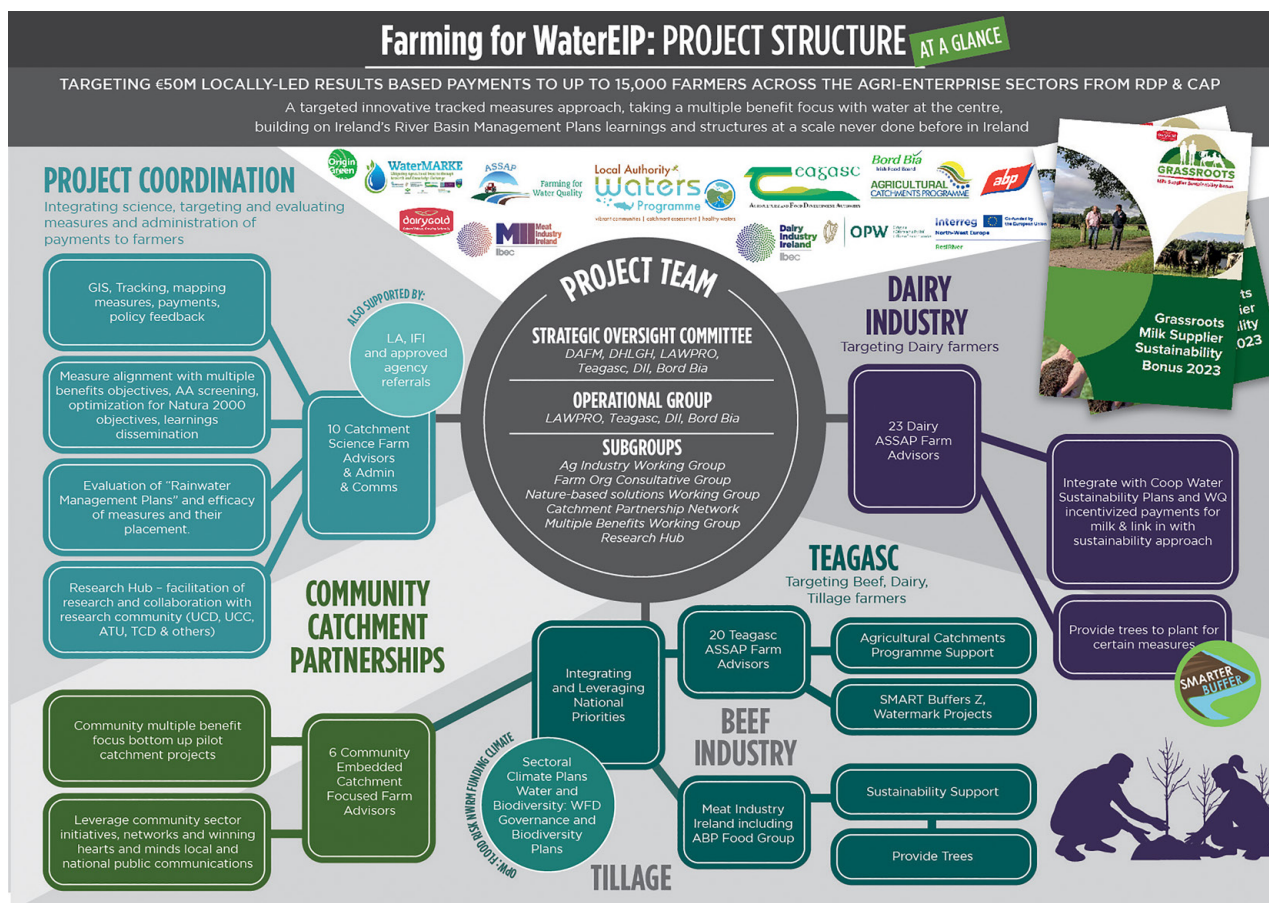 Farming for WaterEIP: PROJECT STRUCTURE
AT A GLANCE
TARGETING €50M LOCALLY-LED RESULTS BASED PAYMENTS TO UP TO 15,000 FARMERS ACROSS THE AGRI-ENTERPRISE SECTORS FROM RDP & CAP
A targeted innovative tracked measures approach, taking a multiple benefit focus with water at the centre,
building on Ireland's River Basin Management Plans learnings and structures at a scale never done before in Ireland
PROJECT COORDINATION
Integrating science, targeting and evaluating
measures and administration of
payments to farmers
Origin
Green
WaterMARKE
ASSAP
Farming for
Water Quality
Local Authority
Waters
Programme
vibrant communities | catchment assessment | healthy waters
teagasc
AGRICULTURE AND FOOD DEVELOPMENT AUTHORITY
Bord Bia
Irish Food Board
AGRICULTURAL
CATCHMENTS PROGRAMME
abp
dairygold
Meat
Industry
Ireland
Ibec
Dairy
Industry
Ireland
Ibec
OPW
Interreg
North-West Europe
Co-funded by
the European Union
RedRiver
GRASSROOTS
Milk Supplier Sustainability Bonus
Grassroots
Milk Supplier
Sustainability
Bonus 2023
GIS, Tracking, mapping
measures, payments,
policy feedback
Measure alignment with multiple
benefits objectives, AA screening,
optimization for Natura 2000
objectives, learnings
dissemination
Evaluation of "Rainwater
Management Plans" and efficacy
of measures and their
placement.
Research Hub – facilitation of
research and collaboration with
research community (UCD, UCC,
ATU, TCD & others)
ALSO SUPPORTED BY:
LA, IFI
and approved
agency
referrals
10 Catchment
Science Farm
Advisors
& Admin
& Comms
PROJECT TEAM
STRATEGIC OVERSIGHT COMMITTEE
DAFM, DHLGH, LAWPRO,
Teagasc, DII, Bord Bia
OPERATIONAL GROUP
LAWPRO, Teagasc, DII, Bord Bia
SUBGROUPS
Ag Industry Working Group
Farm Org Consultative Group
Nature-based solutions Working Group
Catchment Partnership Network
Multiple Benefits Working Group
Research Hub
DAIRY
INDUSTRY
Targeting Dairy farmers
23 Dairy
ASSAP Farm
Advisors
Integrate with Coop Water
Sustainability Plans and WQ
incentivized payments for
milk & link in with
sustainability approach
Provide trees to plant for
certain measures
SMARTER
BUFFER
COMMUNITY
CATCHMENT
PARTNERSHIPS
Community multiple benefit
focus bottom up pilot
catchment projects
Leverage community sector
initiatives, networks and winning
hearts and minds local and
national public communications
6 Community
Embedded
Catchment
Focused Farm
Advisors
Integrating
and Leveraging
National
Priorities
OPW: FLOOD RISK NWRM FUNDING CLIMATE
Sectoral
Climate Plans
Water and
Biodiversity: WFD
Governance and
Biodiversity
Plans
TEAGASC
Targeting Beef, Dairy,
Tillage farmers
20 Teagasc
ASSAP Farm
Advisors
Agricultural Catchments
Programme Support
SMART Buffers Z,
Watermark Projects
BEEF
INDUSTRY
Meat Industry
Ireland including
ABP Food Group
Sustainability Support
Provide Trees
TILLAGE